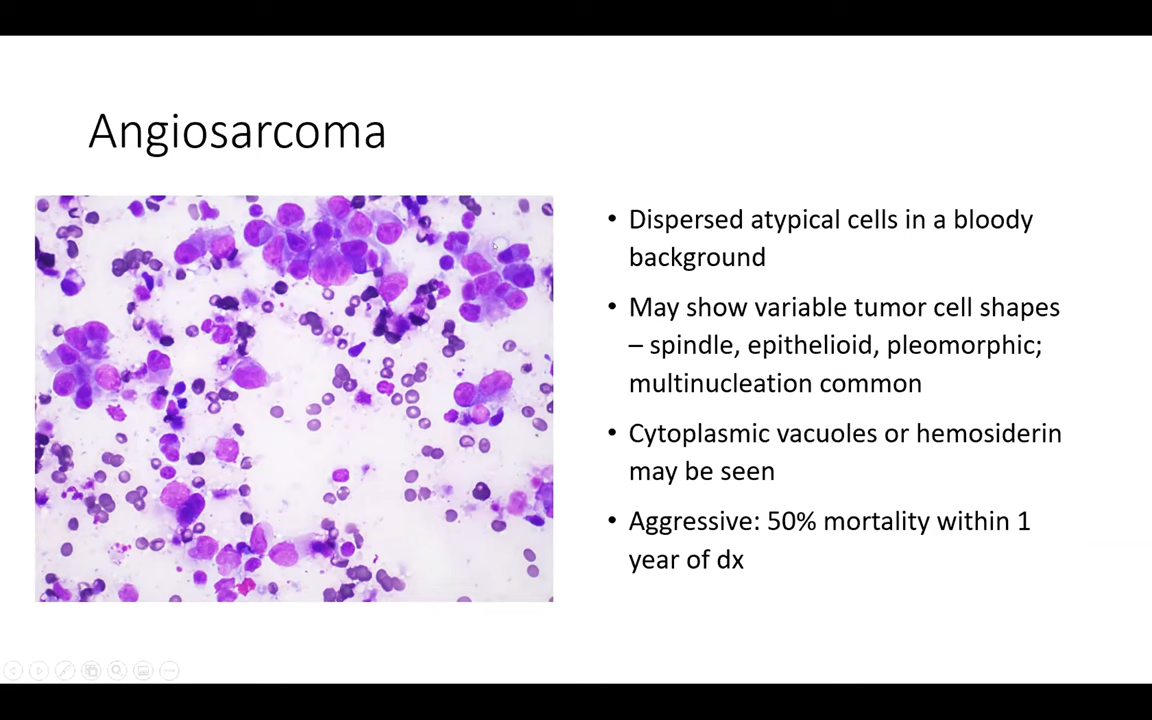 Angiosarcoma
• Dispersed atypical cells in a bloody
background
• May show variable tumor cell shapes
– spindle, epithelioid, pleomorphic;
multinucleation common
• Cytoplasmic vacuoles or hemosiderin
may be seen
• Aggressive: 50% mortality within 1
year of dx